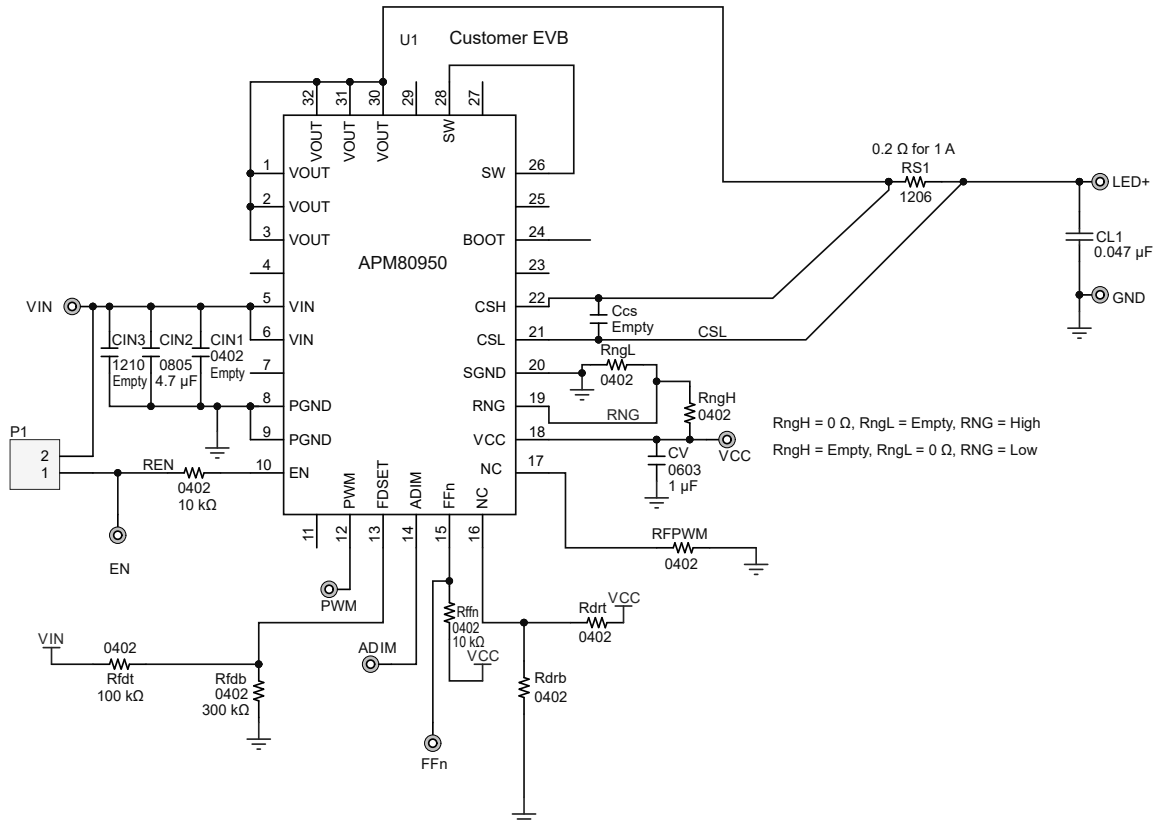 U1
Customer EVB
32
31
30
29
28
27
VOUT
VOUT
VOUT
SW
1 VOUT
2 VOUT
3 VOUT
4
5 VIN
6 VIN
7
8 PGND
9 PGND
10 EN
APM80950
SW 26
25
BOOT 24
23
CSH 22
CSL 21
SGND 20
RNG 19
VCC 18
NC 17
PWM
FDSET
ADIM
FFn
NC
11
12
13
14
15
16
0.2 Ω for 1 A
RS1
1206
LED+
CL1
0.047 µF
GND
Ccs
Empty
CSL
RngL
0402
RNG
RngH
0402
RngH = 0 Ω, RngL = Empty, RNG = High
RngH = Empty, RngL = 0 Ω, RNG = Low
VCC
CV
0603
1 µF
RFPWM
0402
VIN
CIN3
1210
Empty
CIN2
0805
4.7 µF
CIN1
0402
Empty
P1
2
1
REN
0402
10 kΩ
EN
PWM
VIN
0402
Rfdt
100 kΩ
Rfdb
0402
300 kΩ
ADIM
Rffn
0402
10 kΩ
VCC
FFn
Rdrt
0402
VCC
Rdrb
0402